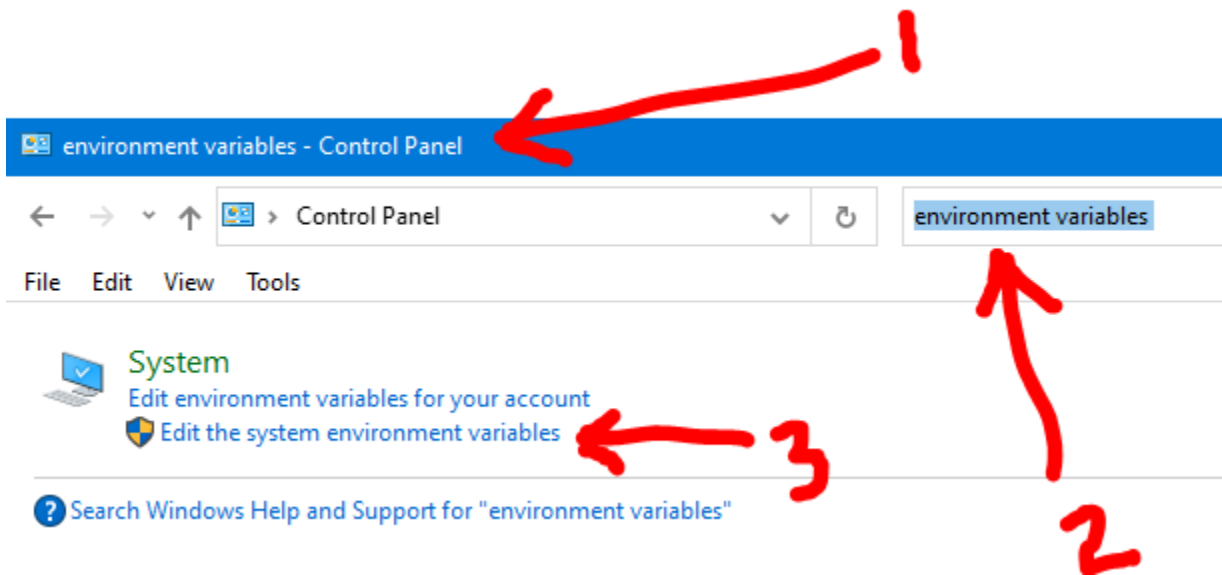 1
environment variables - Control Panel
Control Panel
environment variables
File Edit View Tools
System
Edit environment variables for your account
Edit the system environment variables
3
? Search Windows Help and Support for "environment variables"
2